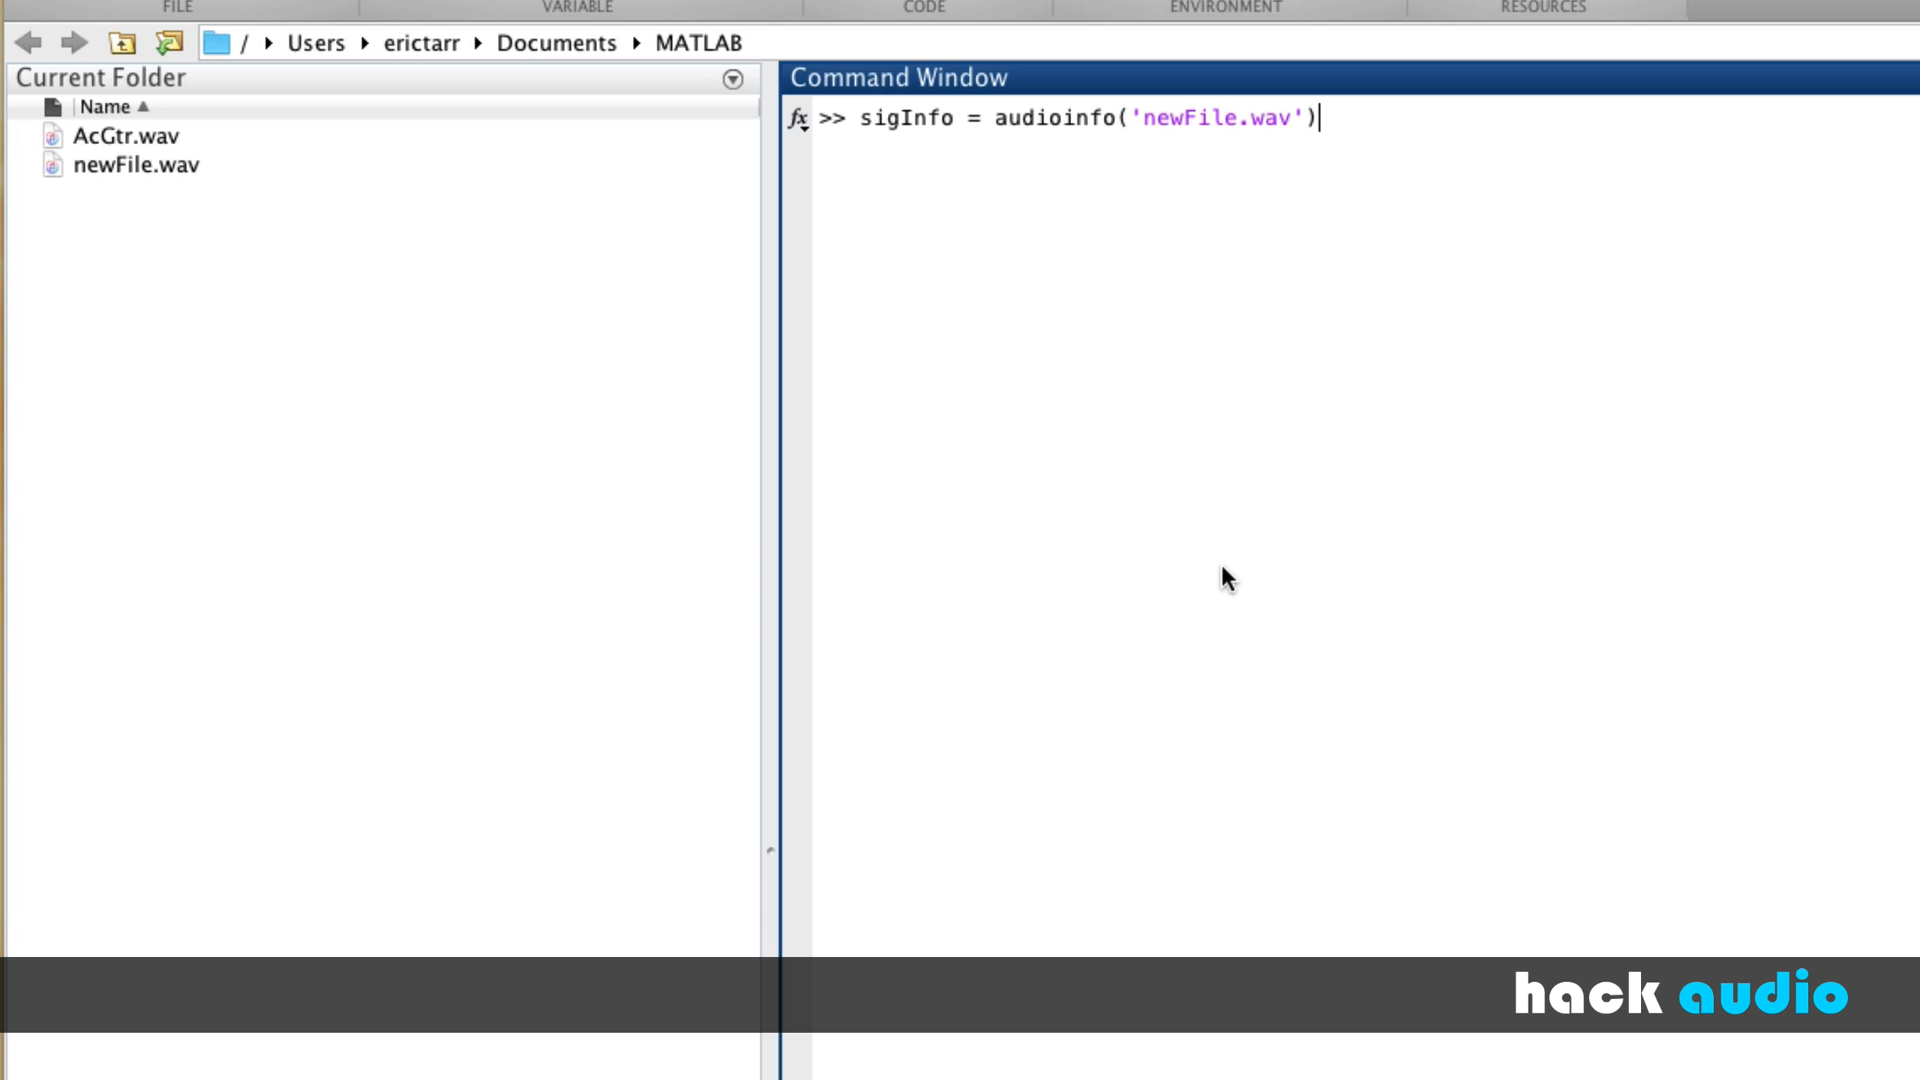 FILE VARIABLE CODE ENVIRONMENT RESOURCES
/ Users erictarr Documents MATLAB
Current Folder
Name
AcGtr.wav
newFile.wav
Command Window
fx >> sigInfo = audioinfo('newFile.wav')
hack audio